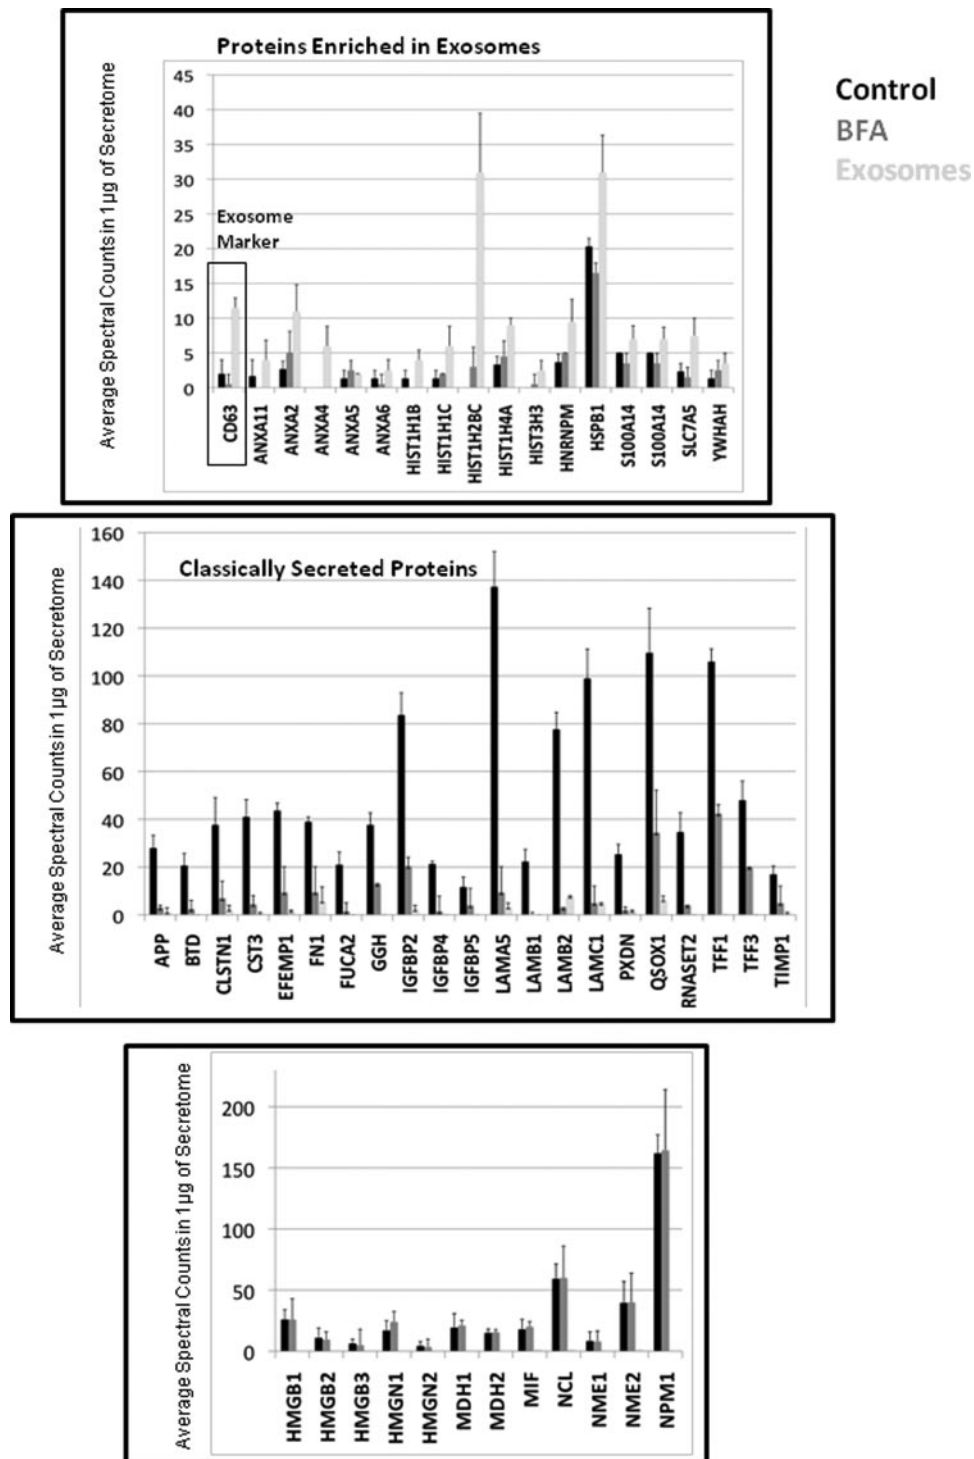 Proteins Enriched in Exosomes
Average Spectral Counts in 1µg of Secretome
45
40
35
30
25
20
15
10
5
0
Exosome
Marker
CD63
ANXA11
ANXA2
ANXA4
ANXA5
ANXA6
HIST1H1B
HIST1H1C
HIST1H2BC
HIST1H4A
HIST3H3
HNRNPM
HSPB1
S100A14
S100A14
SLC7A5
YWHAH
Control
BFA
Exosomes
Classically Secreted Proteins
Average Spectral Counts in 1µg of Secretome
160
140
120
100
80
60
40
20
0
APP
BTD
CLSTN1
CST3
EFEMP1
FN1
FUCA2
GGH
IGFBP2
IGFBP4
IGFBP5
LAMA5
LAMB1
LAMB2
LAMC1
PXDN
QSOX1
RNASET2
TFF1
TFF3
TIMP1
Average Spectral Counts in 1µg of Secretome
200
150
100
50
0
HMGB1
HMGB2
HMGB3
HMGN1
HMGN2
MDH1
MDH2
MIF
NCL
NME1
NME2
NPM1